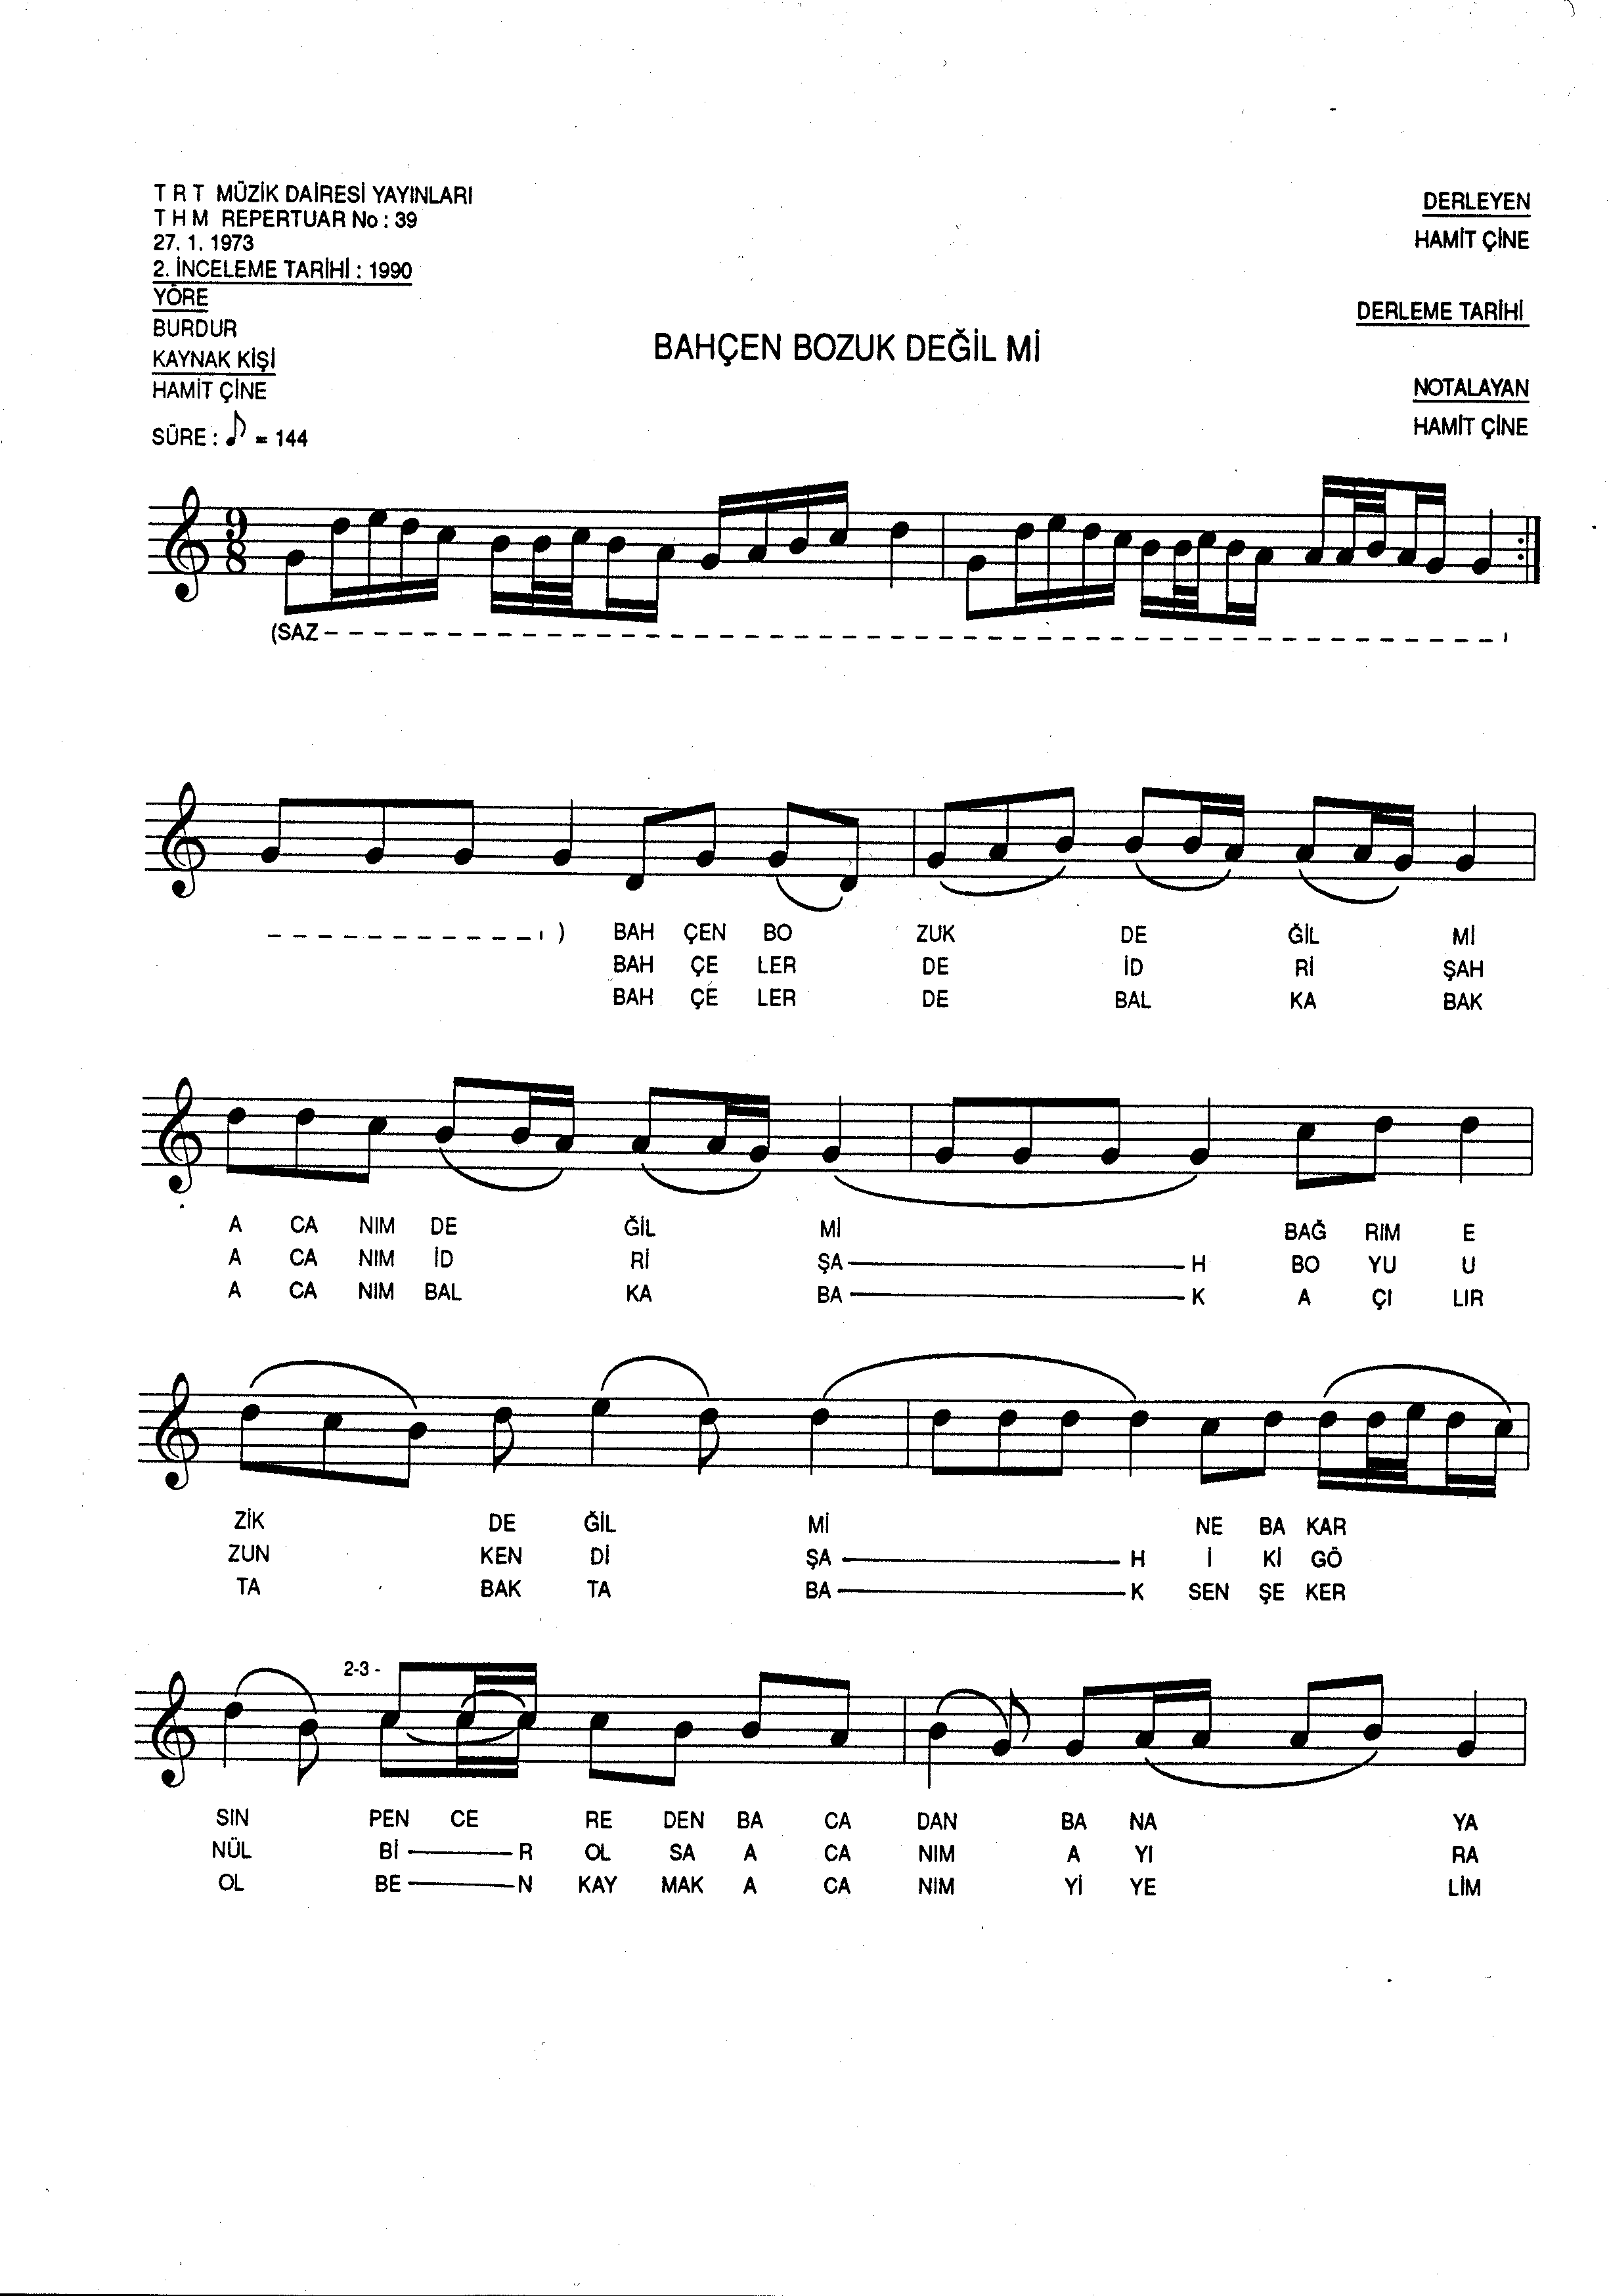 T R T MÜZİK DAİRESİ YAYINLARI
T H M REPERTUAR No : 39
27. 1. 1973
2. İNCELEME TARİHİ : 1990
YÖRE
BURDUR
KAYNAK KİŞİ
HAMİT ÇİNE
SÜRE : ♪ = 144
DERLEYEN
HAMİT ÇİNE
DERLEME TARİHİ
BAHÇEN BOZUK DEĞİL Mİ
NOTALAYAN
HAMİT ÇİNE
9
8
(SAZ
) BAH ÇEN BO ZUK DE ĞİL Mİ
BAH ÇE LER DE İD Rİ ŞAH
BAH ÇE LER DE BAL KA BAK
A CA NIM DE ĞİL Mİ BAĞ RIM E
A CA NIM İD Rİ ŞA H BO YU U
A CA NIM BAL KA BA K A ÇI LIR
ZİK DE ĞİL Mİ NE BA KAR
ZUN KEN Dİ ŞA H İ Kİ GÖ
TA BAK TA BA K SEN ŞE KER
2-3 -
SIN PEN CE RE DEN BA CA DAN BA NA YA
NÜL Bİ R OL SA A CA NIM A YI RA
OL BE N KAY MAK A CA NIM Yİ YE LİM